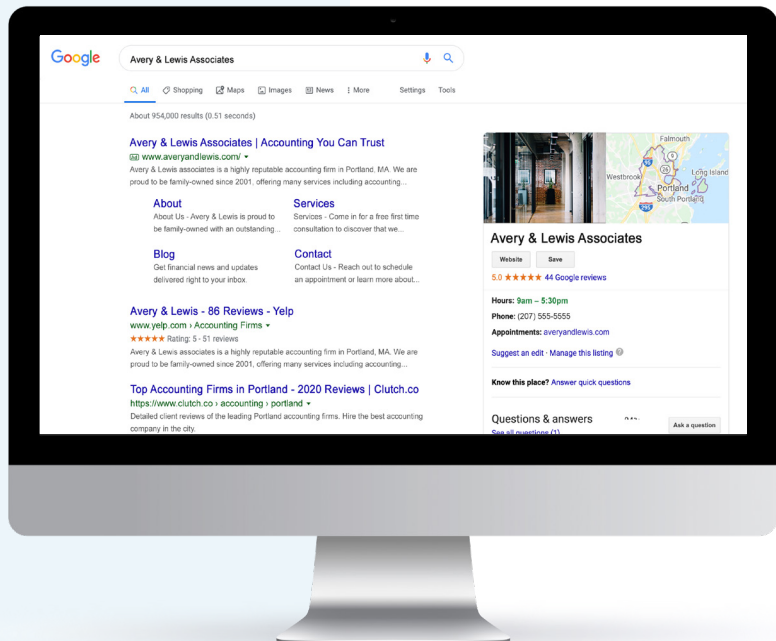 Google
Avery & Lewis Associates
All Shopping Maps Images News More Settings Tools
About 954,000 results (0.51 seconds)
Avery & Lewis Associates | Accounting You Can Trust
Ad www.averyandlewis.com/
Avery & Lewis associates is a highly reputable accounting firm in Portland, MA. We are
proud to be family-owned since 2001, offering many services including accounting...
About
About Us - Avery & Lewis is proud to
be family-owned with an outstanding...
Services
Services - Come in for a free first time
consultation to discover that we...
Blog
Get financial news and updates
delivered right to your inbox.
Contact
Contact Us - Reach out to schedule
an appointment or learn more about...
Avery & Lewis - 86 Reviews - Yelp
www.yelp.com › Accounting Firms
Rating: 5 - 51 reviews
Avery & Lewis associates is a highly reputable accounting firm in Portland, MA. We are
proud to be family-owned since 2001, offering many services including accounting...
Top Accounting Firms in Portland - 2020 Reviews | Clutch.co
https://www.clutch.co › accounting › portland
Detailed client reviews of the leading Portland accounting firms. Hire the best accounting
company in the city.
Falmouth
95
9
Westbrook
26
Long Island
Portland
295
South Portland
Avery & Lewis Associates
Website Save
5.0 ★★★★★ 44 Google reviews
Hours: 9am – 5:30pm
Phone: (207) 555-5555
Appointments: averyandlewis.com
Suggest an edit · Manage this listing
Know this place? Answer quick questions
Questions & answers
See all questions (1)
Ask a question